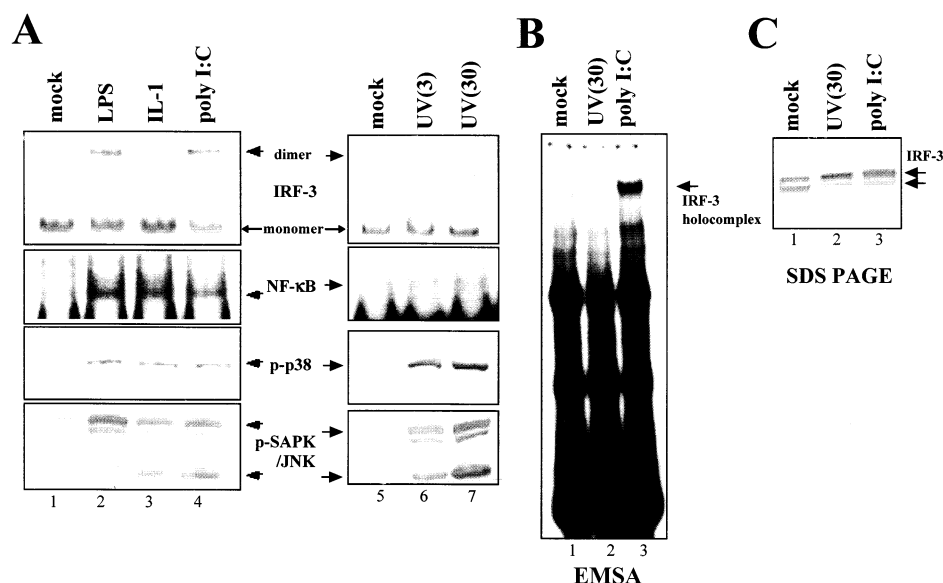 A
mock
LPS
IL-1
poly I:C
mock
UV(3)
UV(30)
dimer
IRF-3
monomer
NF-κB
p-p38
p-SAPK
/JNK
1 2 3 4
5 6 7
B
mock
UV(30)
poly I:C
IRF-3
holocomplex
1 2 3
EMSA
C
mock
UV(30)
poly I:C
IRF-3
1 2 3
SDS PAGE